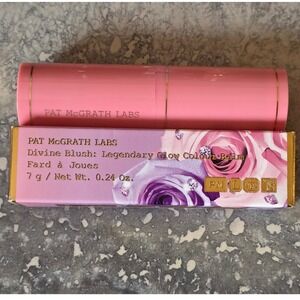 PAT McGRATH LABS
PAT McGRATH LABS
Divine Blush: Legendary Glow Colour Balm
Fard à Joues
7 g / Net Wt. 0.24 Oz.